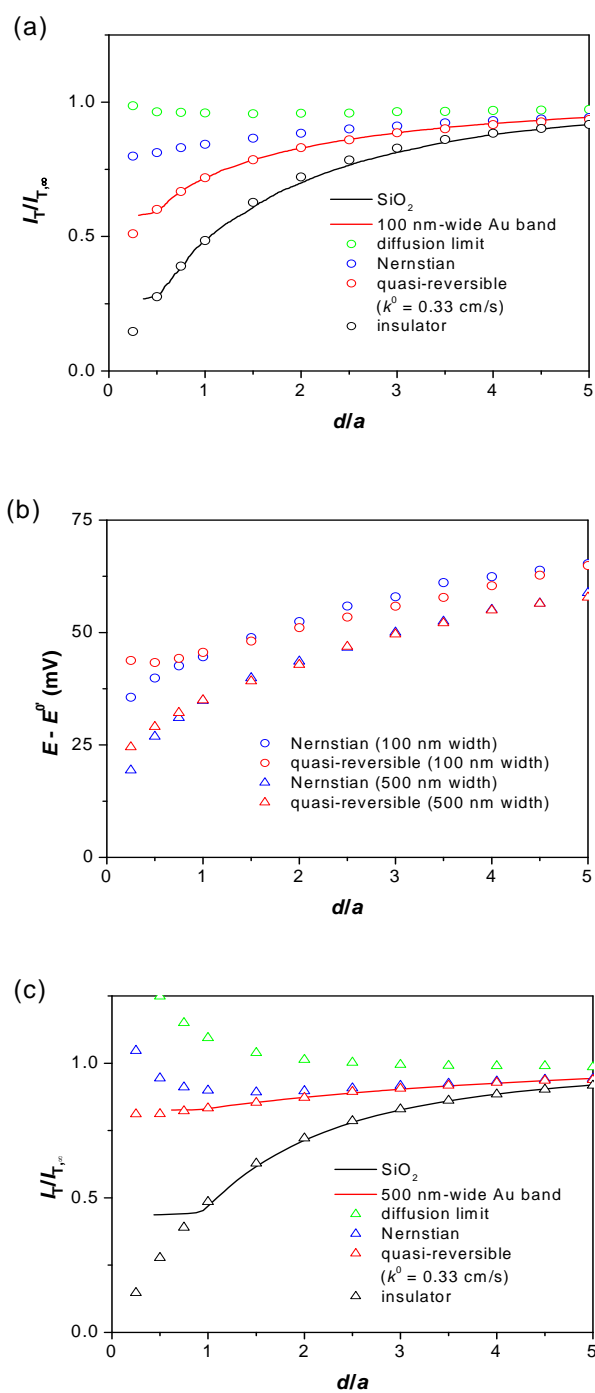 (a)
I_T/I_T,∞
1.0
0.5
0.0
SiO₂
100 nm-wide Au band
diffusion limit
Nernstian
quasi-reversible
(k⁰ = 0.33 cm/s)
insulator
0 1 2 3 4 5
d/a
(b)
E - E⁰' (mV)
75
50
25
0
Nernstian (100 nm width)
quasi-reversible (100 nm width)
Nernstian (500 nm width)
quasi-reversible (500 nm width)
0 1 2 3 4 5
d/a
(c)
I_T/I_T,∞
1.0
0.5
0.0
SiO₂
500 nm-wide Au band
diffusion limit
Nernstian
quasi-reversible
(k⁰ = 0.33 cm/s)
insulator
0 1 2 3 4 5
d/a